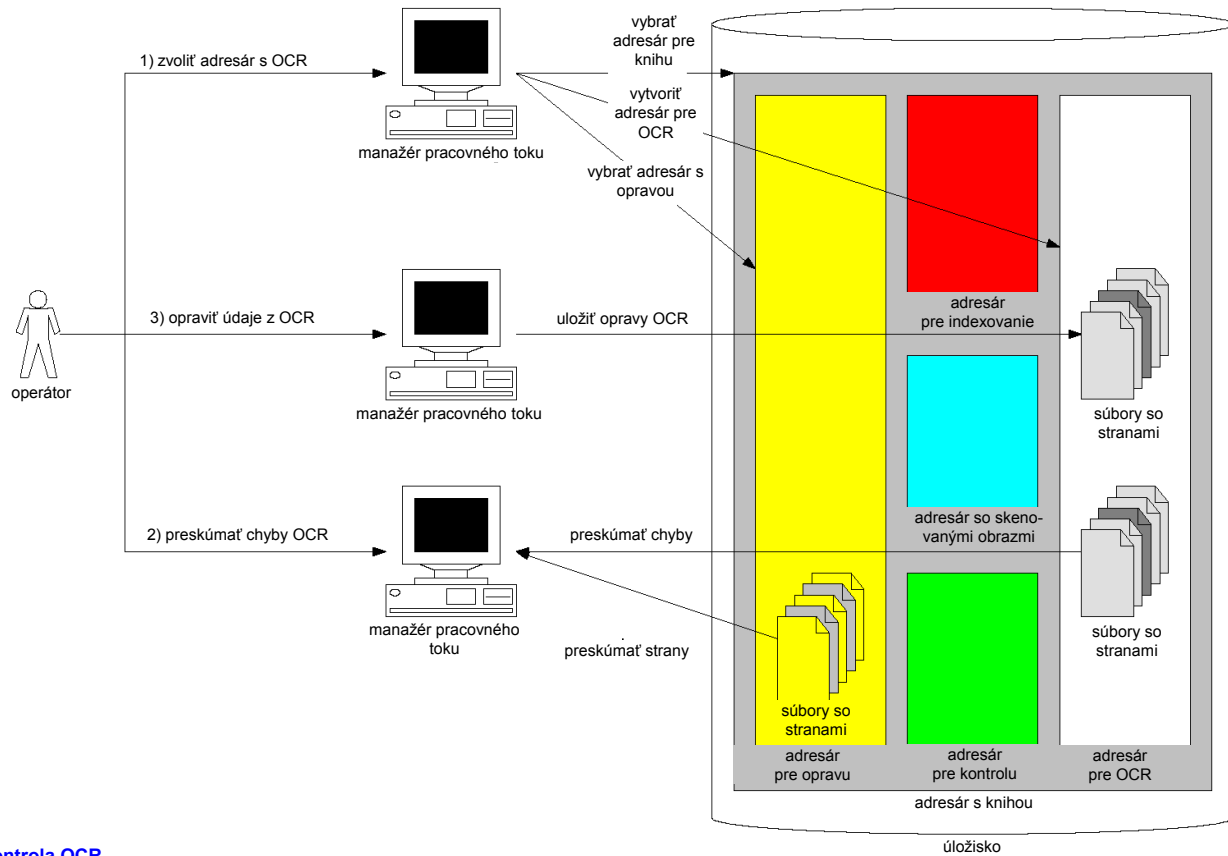 vybrať
adresár pre
knihu
1) zvoliť adresár s OCR
vytvoriť
adresár pre
OCR
manažér pracovného toku
vybrať adresár s
opravou
adresár
pre indexovanie
3) opraviť údaje z OCR
uložiť opravy OCR
operátor
manažér pracovného toku
súbory so
stranami
adresár so skeno-
vanými obrazmi
2) preskúmať chyby OCR
preskúmať chyby
manažér pracovného
toku
preskúmať strany
súbory so
stranami
súbory so
stranami
adresár
pre opravu
adresár
pre kontrolu
adresár
pre OCR
adresár s knihou
úložisko
OCR